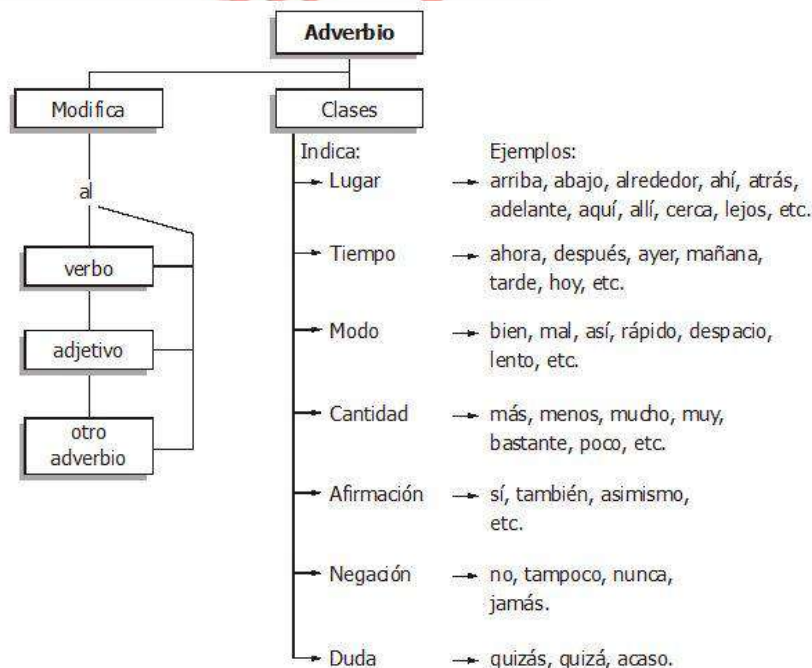 Adverbio
Modifica
al
verbo
adjetivo
otro
adverbio
Clases
Indica:
Ejemplos:
Lugar
arriba, abajo, alrededor, ahí, atrás,
adelante, aquí, allí, cerca, lejos, etc.
Tiempo
ahora, después, ayer, mañana,
tarde, hoy, etc.
Modo
bien, mal, así, rápido, despacio,
lento, etc.
Cantidad
más, menos, mucho, muy,
bastante, poco, etc.
Afirmación
sí, también, asimismo,
etc.
Negación
no, tampoco, nunca,
jamás.
Duda
quizás, quizá, acaso.